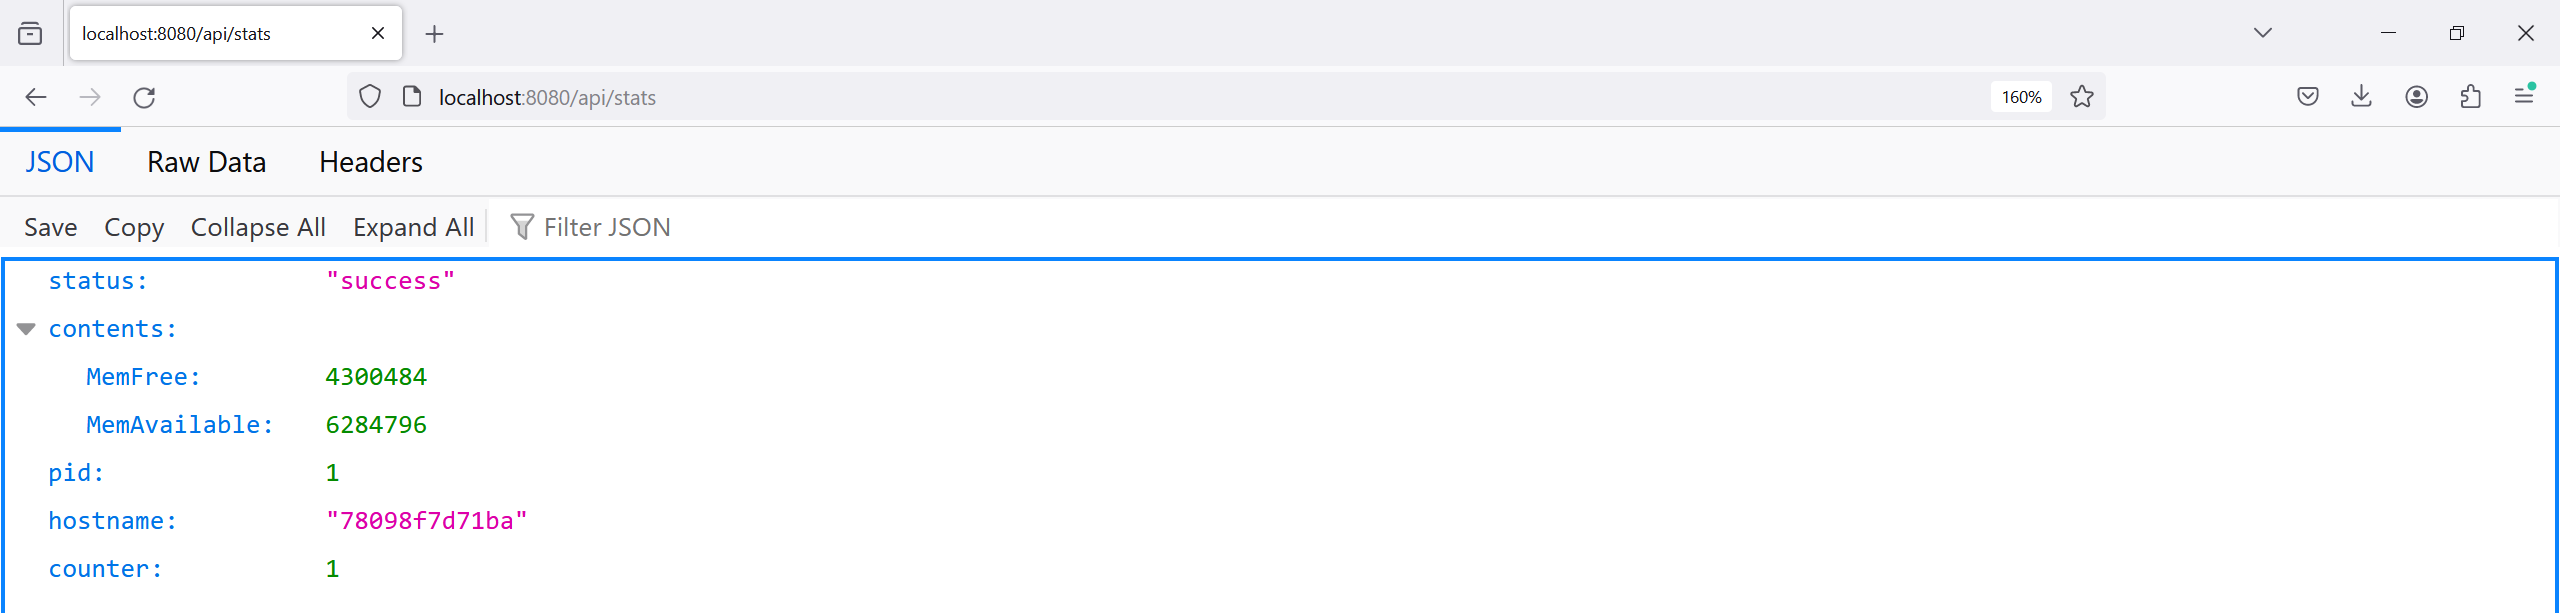 localhost:8080/api/stats
localhost:8080/api/stats 160%
JSON Raw Data Headers
Save Copy Collapse All Expand All Filter JSON
status: "success"
contents:
MemFree: 4300484
MemAvailable: 6284796
pid: 1
hostname: "78098f7d71ba"
counter: 1